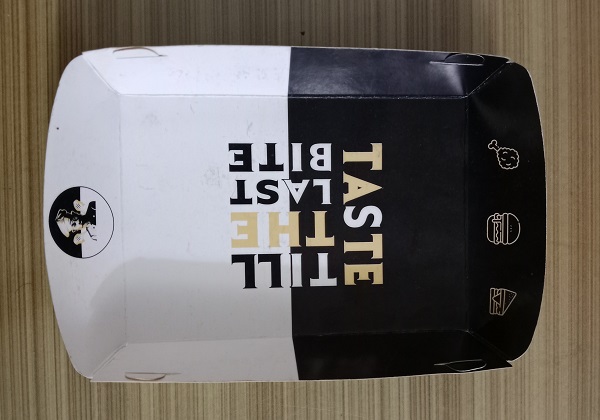 TASTE
TILL
THE
LAST
BITE